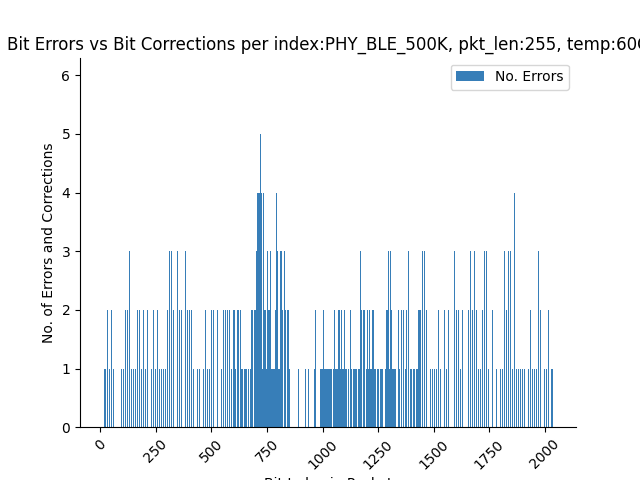 Bit Errors vs Bit Corrections per index:PHY_BLE_500K, pkt_len:255, temp:60
No. Errors
No. of Errors and Corrections
6
5
4
3
2
1
0
0 250 500 750 1000 1250 1500 1750 2000